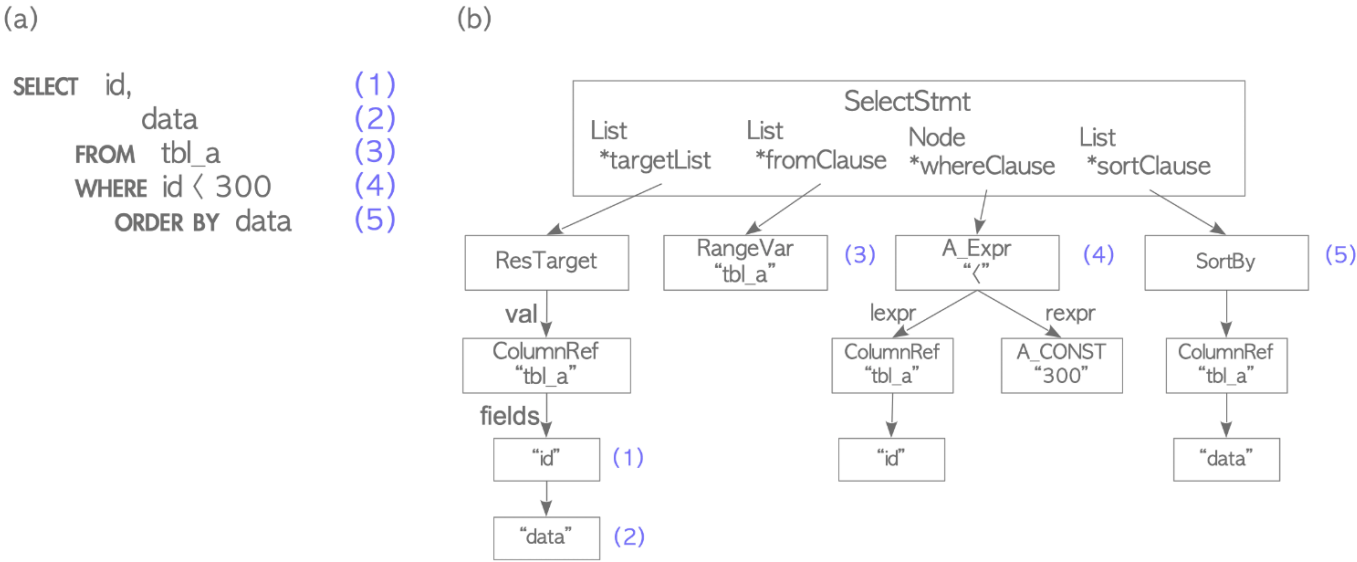 (a)
SELECT id, (1)
data (2)
FROM tbl_a (3)
WHERE id < 300 (4)
ORDER BY data (5)
(b)
SelectStmt
List
*targetList
List
*fromClause
Node
*whereClause
List
*sortClause
ResTarget
RangeVar
“tbl_a”
(3)
A_Expr
“<”
(4)
SortBy
(5)
val
lexpr
rexpr
ColumnRef
“tbl_a”
ColumnRef
“tbl_a”
A_CONST
“300”
ColumnRef
“tbl_a”
fields
“id”
(1)
“id”
“data”
“data”
(2)